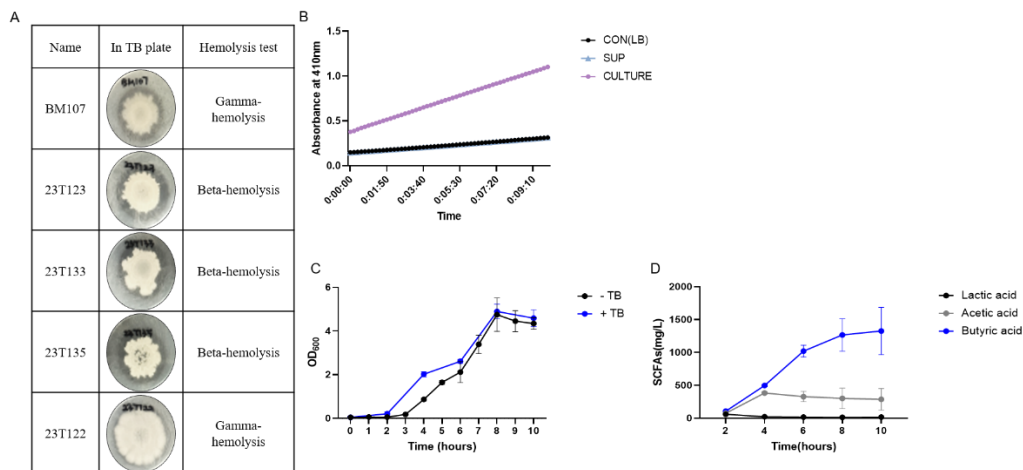 A
Name In TB plate Hemolysis test
BM107 BM107 Gamma-
hemolysis
23T123 23T123 Beta-hemolysis
23T133 23T133 Beta-hemolysis
23T135 Beta-hemolysis
23T122 23T122 Gamma-
hemolysis
B
Absorbance at 410nm
1.5
1.0
0.5
0.0
0:00:00 0:01:50 0:03:40 0:05:30 0:07:20 0:09:10
Time
CON(LB)
SUP
CULTURE
C
OD600
6
4
2
0
0 1 2 3 4 5 6 7 8 9 10
Time (hours)
- TB
+ TB
D
SCFAs(mg/L)
1500
1000
500
0
2 4 6 8 10
Time(hours)
Lactic acid
Acetic acid
Butyric acid